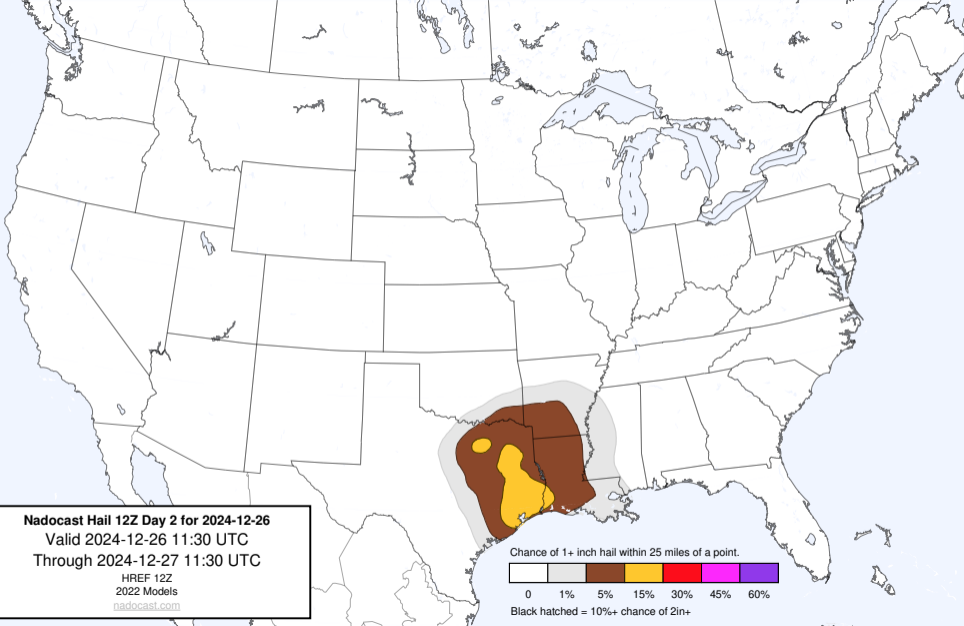 Nadocast Hail 12Z Day 2 for 2024-12-26
Valid 2024-12-26 11:30 UTC
Through 2024-12-27 11:30 UTC
HREF 12Z
2022 Models
nadocast.com
Chance of 1+ inch hail within 25 miles of a point.
0 1% 5% 15% 30% 45% 60%
Black hatched = 10%+ chance of 2in+